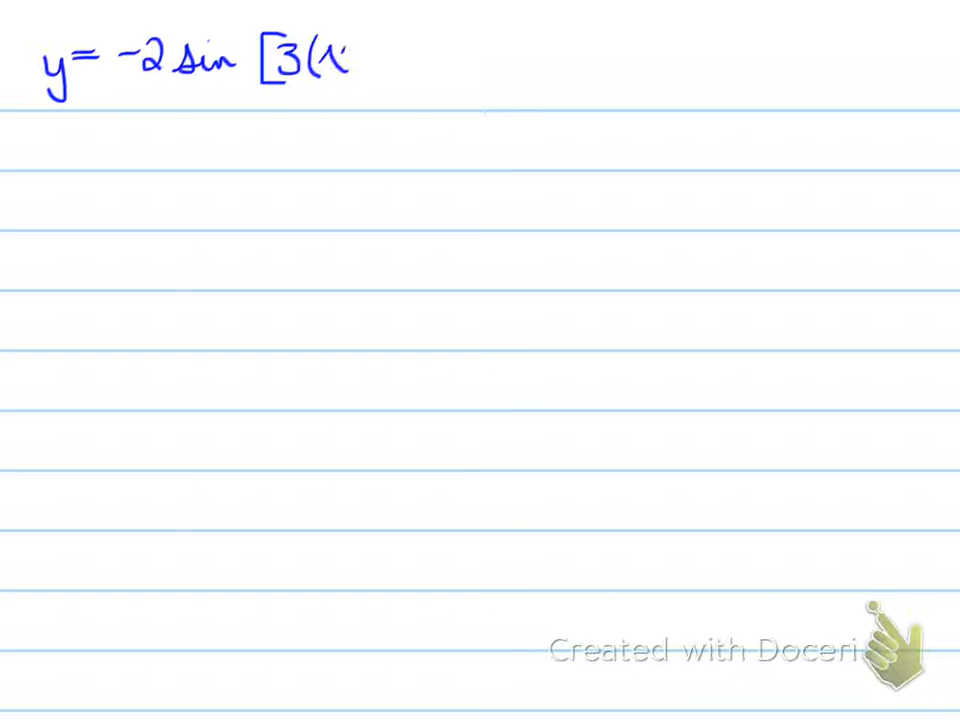 y = -2 sin [3(x
Created with Doceri